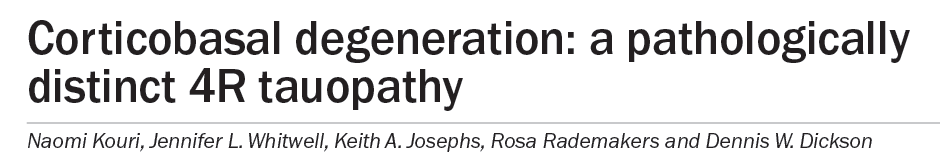 Corticobasal degeneration: a pathologically
distinct 4R tauopathy
Naomi Kouri, Jennifer L. Whitwell, Keith A. Josephs, Rosa Rademakers and Dennis W. Dickson